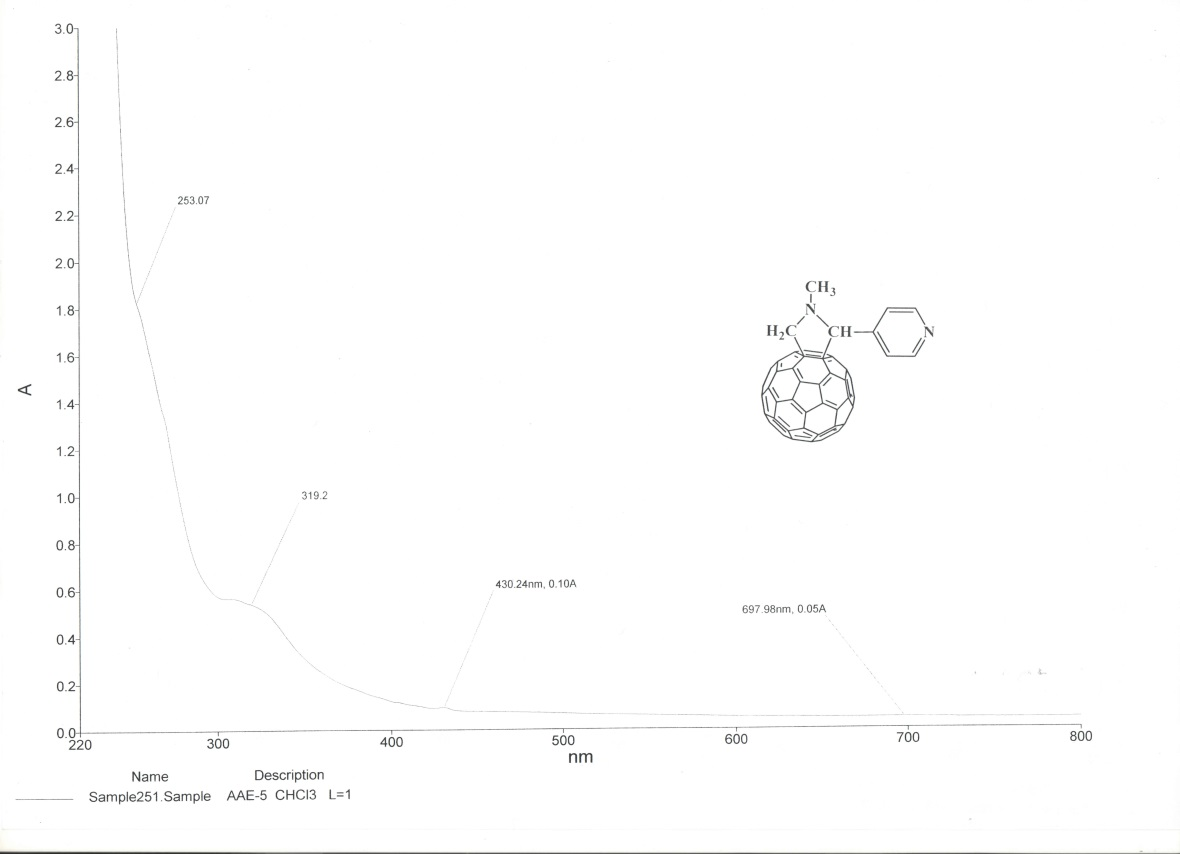 3.0
2.8
2.6
2.4
2.2
2.0
1.8
1.6
1.4
1.2
1.0
0.8
0.6
0.4
0.2
0.0
A
253.07
319.2
430.24nm, 0.10A
697.98nm, 0.05A
CH3
N
H2C
CH
N
220 300 400 500 600 700 800
nm
Name Description
Sample251.Sample AAE-5 CHCl3 L=1